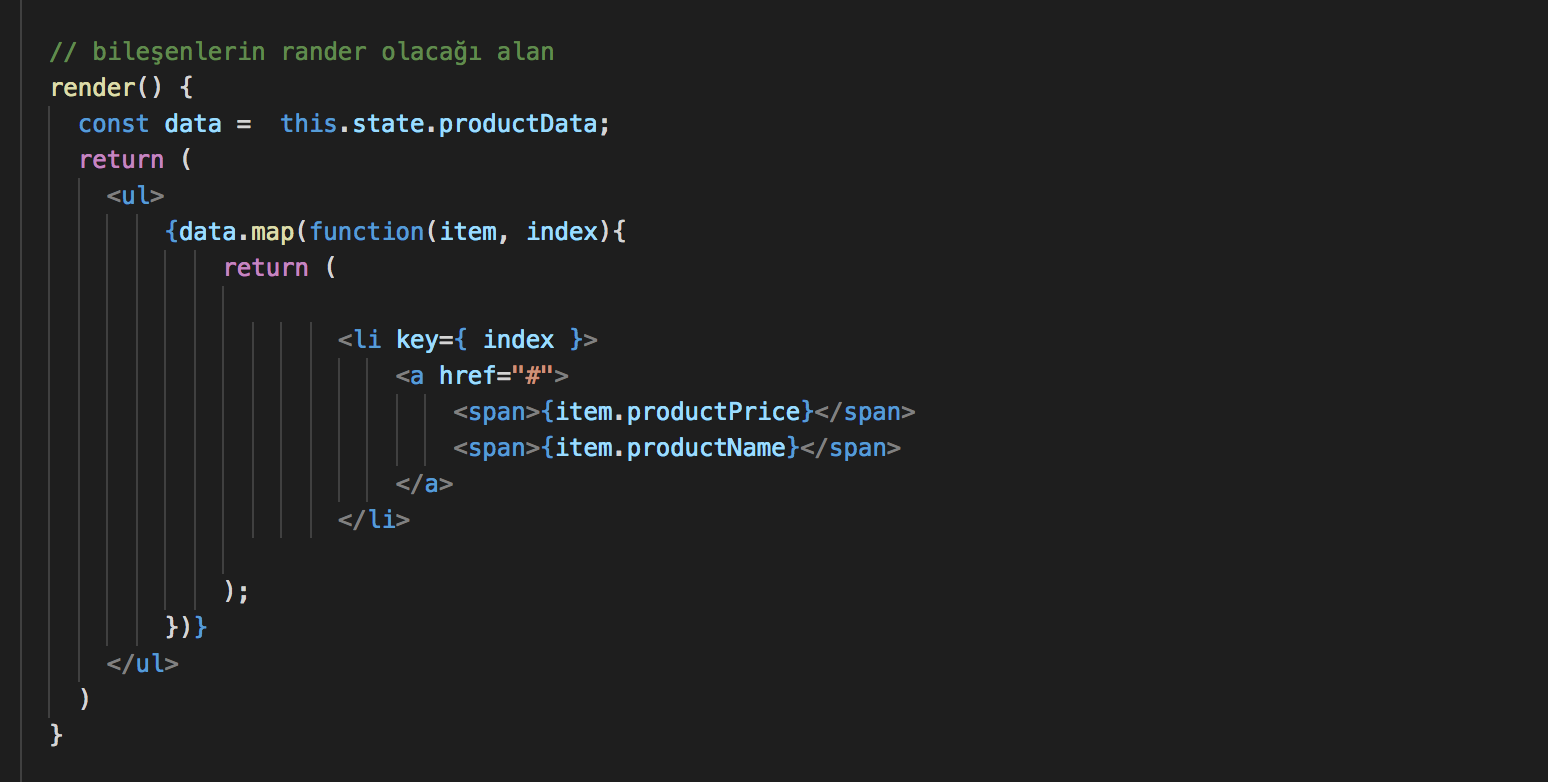 // bileşenlerin rander olacağı alan
render() {
const data =  this.state.productData;
return (
<ul>
{data.map(function(item, index){
return (
<li key={ index }>
<a href="#">
<span>{item.productPrice}</span>
<span>{item.productName}</span>
</a>
</li>
);
})}
</ul>
)
}